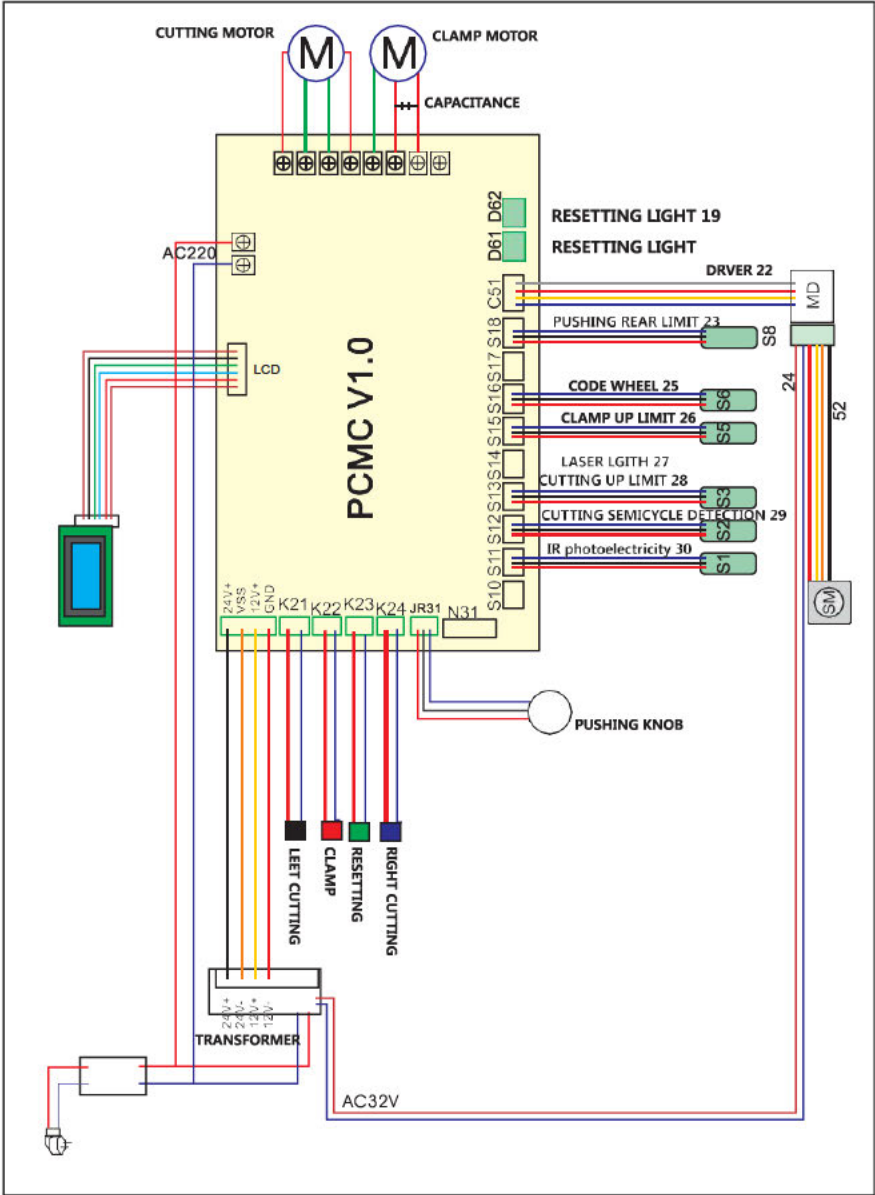 CUTTING MOTOR
M
M
CLAMP MOTOR
CAPACITANCE
D62
RESETTING LIGHT 19
D61
RESETTING LIGHT
AC220
C51
DRVER 22
MD
S18
PUSHING REAR LIMIT 23
S8
S17
LCD
S16
CODE WHEEL 25
S6
24
52
S15
CLAMP UP LIMIT 26
S5
PCMC V1.0
S14
LASER LGITH 27
S13
CUTTING UP LIMIT 28
S3
S12
CUTTING SEMICYCLE DETECTION 29
S2
S11
IR photoelectricity 30
S1
S10
SM
24V+
VSS
12V+
GND
K21
K22
K23
K24
JR31
N31
PUSHING KNOB
LEET CUTTING
CLAMP
RESETTING
RIGHT CUTTING
24V+
24V-
12V+
12V-
TRANSFORMER
AC32V